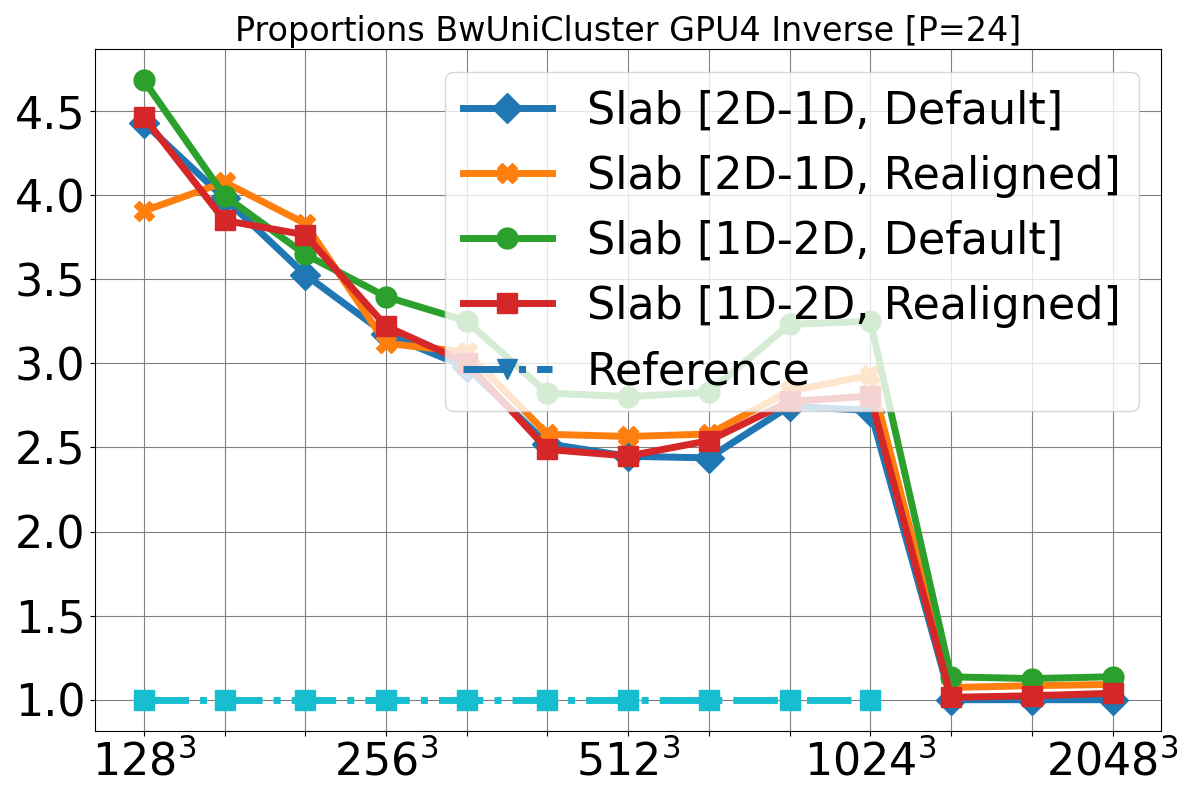 Proportions BwUniCluster GPU4 Inverse [P=24]
Slab [2D-1D, Default]
Slab [2D-1D, Realigned]
Slab [1D-2D, Default]
Slab [1D-2D, Realigned]
Reference
4.5
4.0
3.5
3.0
2.5
2.0
1.5
1.0
128³ 256³ 512³ 1024³ 2048³